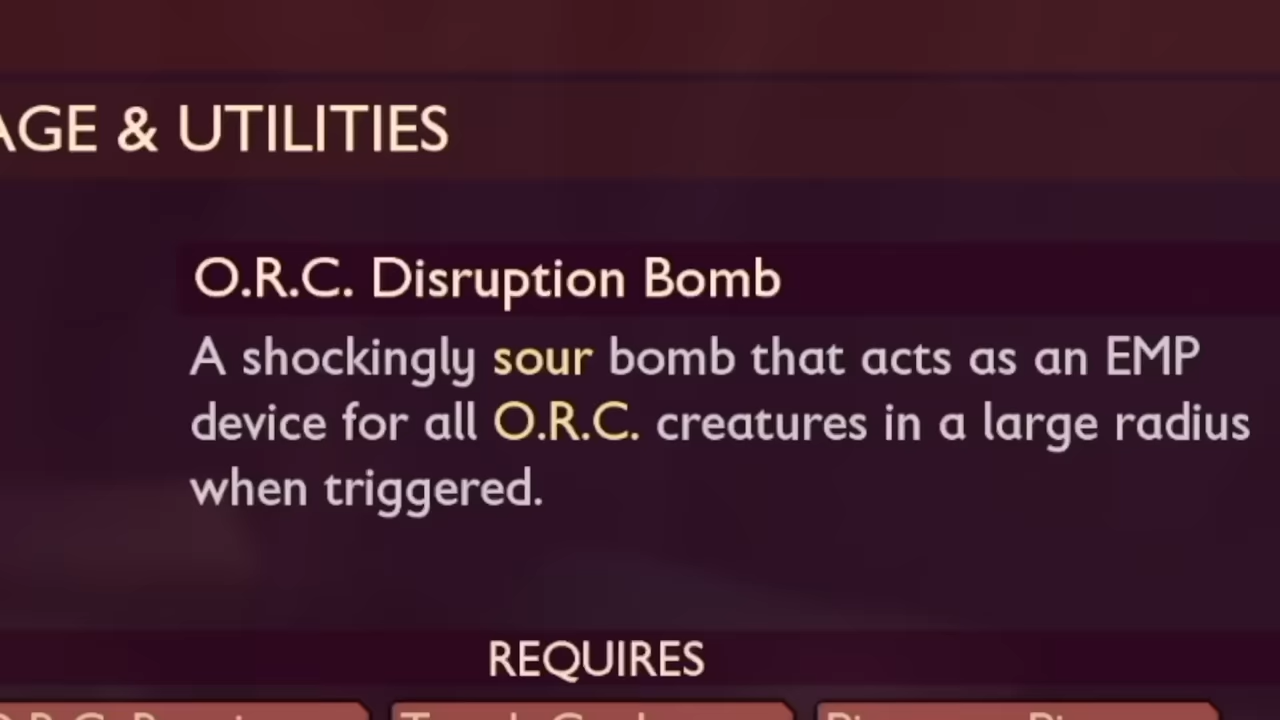 AGE & UTILITIES
O.R.C. Disruption Bomb
A shockingly sour bomb that acts as an EMP
device for all O.R.C. creatures in a large radius
when triggered.
REQUIRES